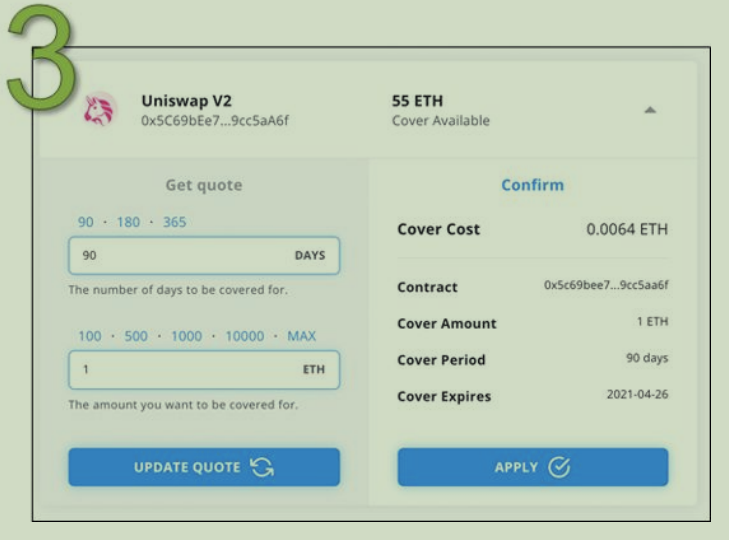 3
Uniswap V2
0x5C69bEe7...9cc5aA6f
55 ETH
Cover Available
Get quote
90 · 180 · 365
90 DAYS
The number of days to be covered for.
100 · 500 · 1000 · 10000 · MAX
1 ETH
The amount you want to be covered for.
UPDATE QUOTE
Confirm
Cover Cost 0.0064 ETH
Contract 0x5c69bee7...9cc5aa6f
Cover Amount 1 ETH
Cover Period 90 days
Cover Expires 2021-04-26
APPLY